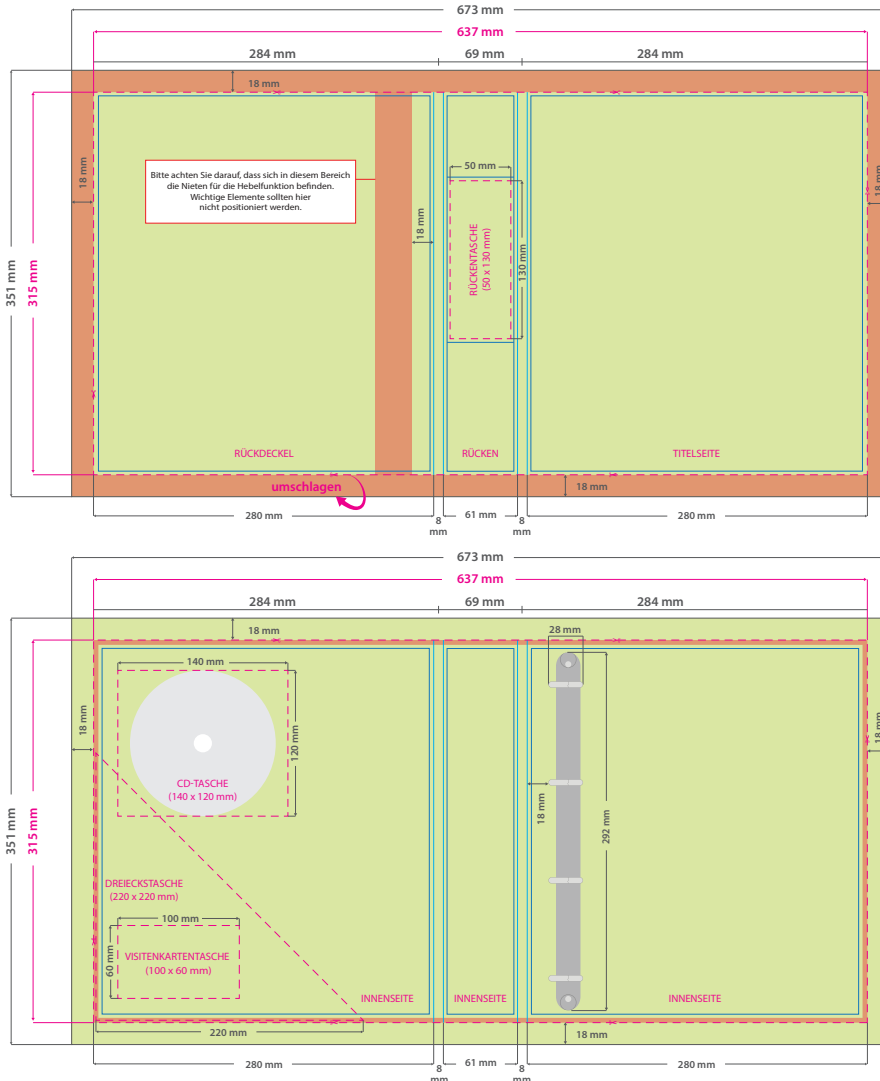 673 mm
637 mm
284 mm
69 mm
284 mm
18 mm
18 mm
18 mm
Bitte achten Sie darauf, dass sich in diesem Bereich
die Nieten für die Hebelfunktion befinden.
Wichtige Elemente sollten hier
nicht positioniert werden.
50 mm
18 mm
RÜCKENTASCHE
(50 x 130 mm)
130 mm
351 mm
315 mm
RÜCKDECKEL
RÜCKEN
TITELSEITE
umschlagen
18 mm
280 mm
8
mm
61 mm
8
mm
280 mm
673 mm
637 mm
284 mm
69 mm
284 mm
18 mm
28 mm
140 mm
18 mm
120 mm
18 mm
CD-TASCHE
(140 x 120 mm)
18 mm
292 mm
351 mm
315 mm
DREIECKSTASCHE
(220 x 220 mm)
100 mm
60 mm
VISITENKARTENTASCHE
(100 x 60 mm)
INNENSEITE
INNENSEITE
INNENSEITE
220 mm
18 mm
280 mm
8
mm
61 mm
8
mm
280 mm